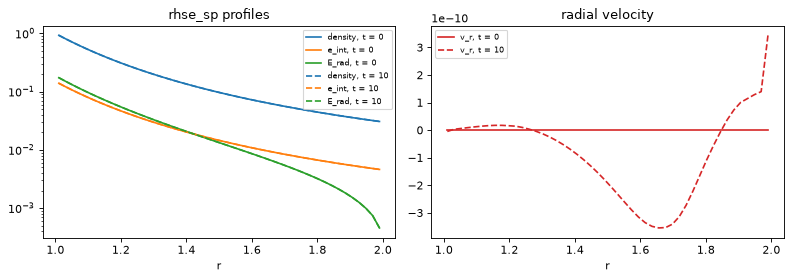 rhse_sp profiles
10⁰
10⁻¹
10⁻²
10⁻³
density, t = 0
e_int, t = 0
E_rad, t = 0
density, t = 10
e_int, t = 10
E_rad, t = 10
1.0 1.2 1.4 1.6 1.8 2.0
r
radial velocity
1e−10
3
2
1
0
−1
−2
−3
v_r, t = 0
v_r, t = 10
1.0 1.2 1.4 1.6 1.8 2.0
r